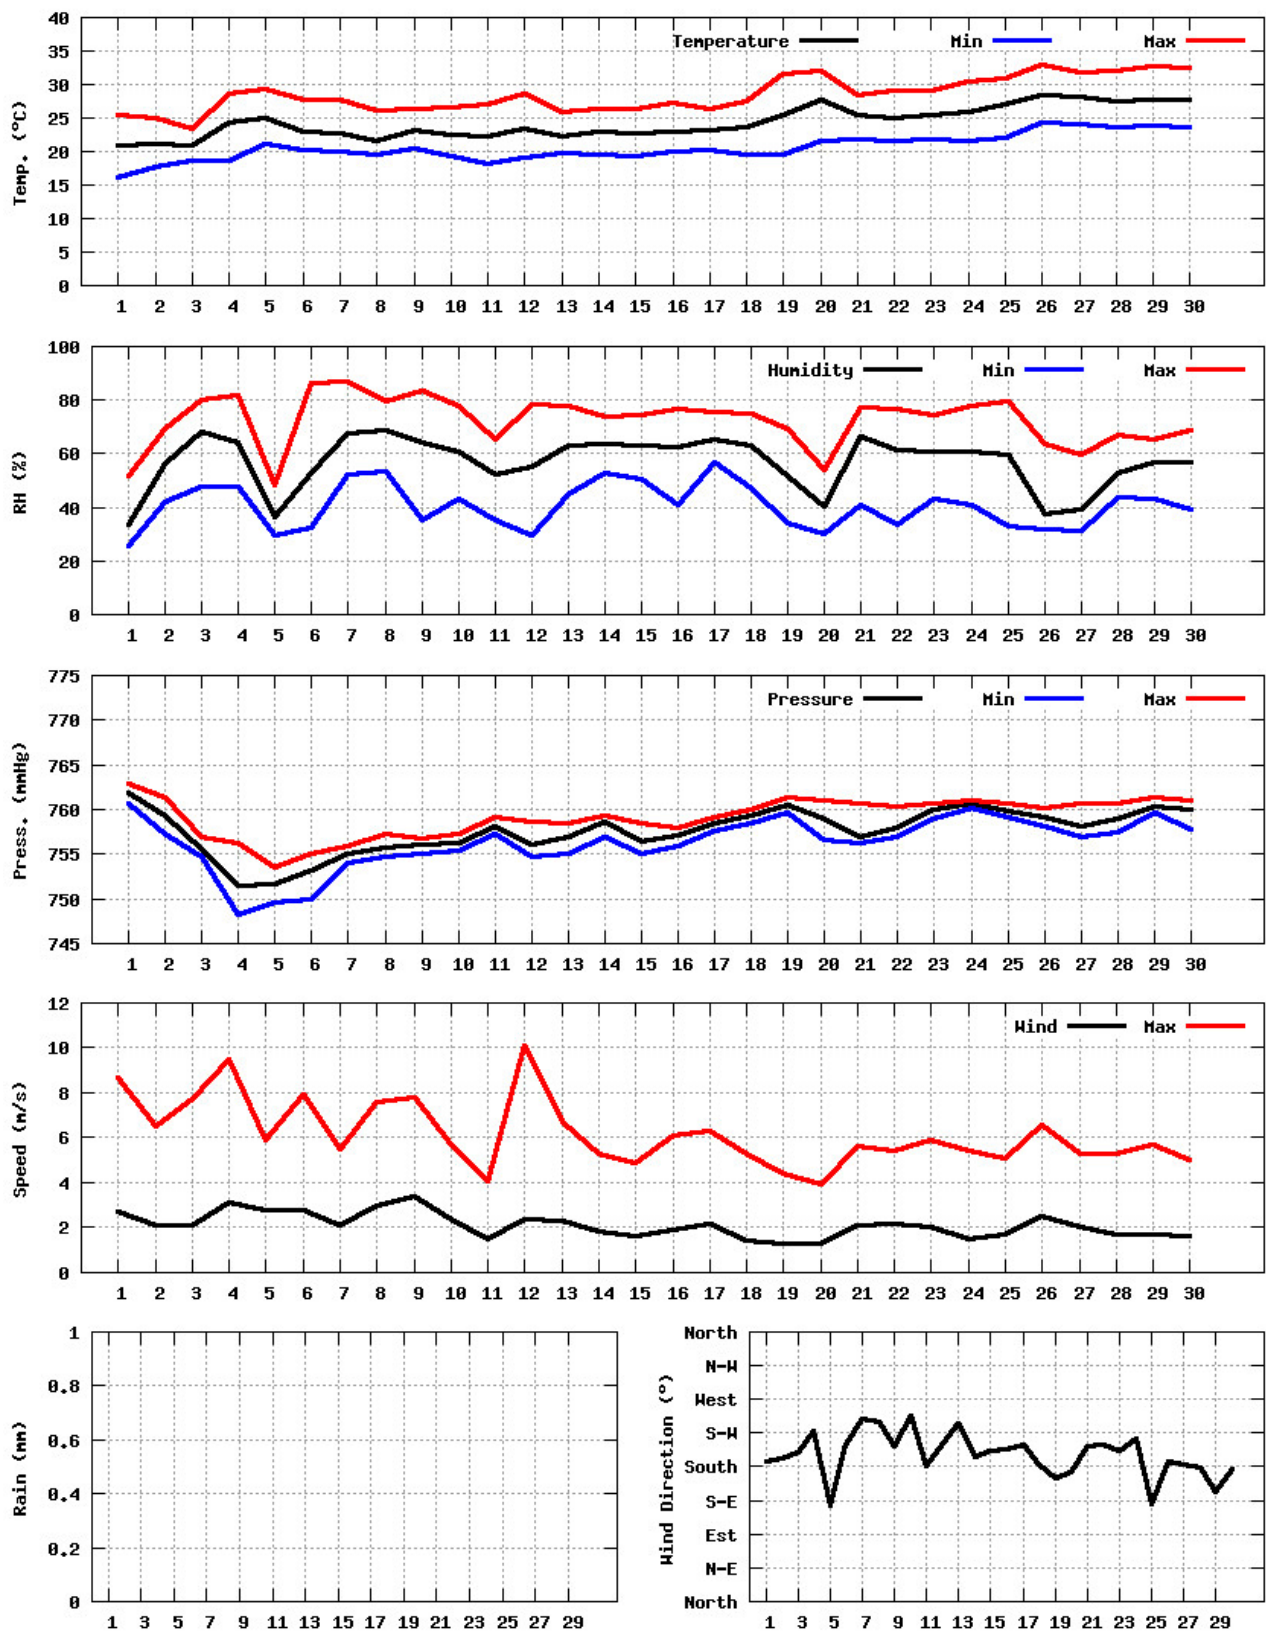 Temp. (°C)
Temperature Min Max
40
35
30
25
20
15
10
5
0
1 2 3 4 5 6 7 8 9 10 11 12 13 14 15 16 17 18 19 20 21 22 23 24 25 26 27 28 29 30
RH (%)
Humidity Min Max
100
80
60
40
20
0
1 2 3 4 5 6 7 8 9 10 11 12 13 14 15 16 17 18 19 20 21 22 23 24 25 26 27 28 29 30
Press. (mmHg)
Pressure Min Max
775
770
765
760
755
750
745
1 2 3 4 5 6 7 8 9 10 11 12 13 14 15 16 17 18 19 20 21 22 23 24 25 26 27 28 29 30
Speed (m/s)
Wind Max
12
10
8
6
4
2
0
1 2 3 4 5 6 7 8 9 10 11 12 13 14 15 16 17 18 19 20 21 22 23 24 25 26 27 28 29 30
Rain (mm)
1
0.8
0.6
0.4
0.2
0
1 3 5 7 9 11 13 15 17 19 21 23 25 27 29
Wind Direction (°)
North
N-W
West
S-W
South
S-E
Est
N-E
North
1 3 5 7 9 11 13 15 17 19 21 23 25 27 29